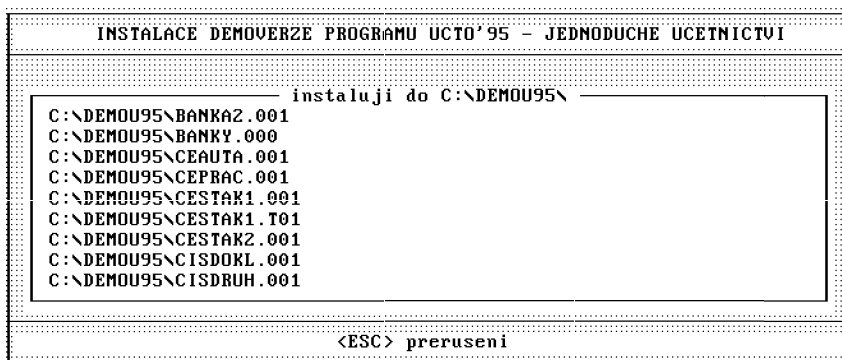 INSTALACE DEMOVERZE PROGRAMU UCTO'95 - JEDNODUCHE UCETNICTVI
instaluji do C:\DEMOU95\
C:\DEMOU95\BANKA2.001
C:\DEMOU95\BANKY.000
C:\DEMOU95\CEAUTA.001
C:\DEMOU95\CEPRAC.001
C:\DEMOU95\CESTAK1.001
C:\DEMOU95\CESTAK1.T01
C:\DEMOU95\CESTAK2.001
C:\DEMOU95\CISDOKL.001
C:\DEMOU95\CISDRUH.001
<ESC> preruseni